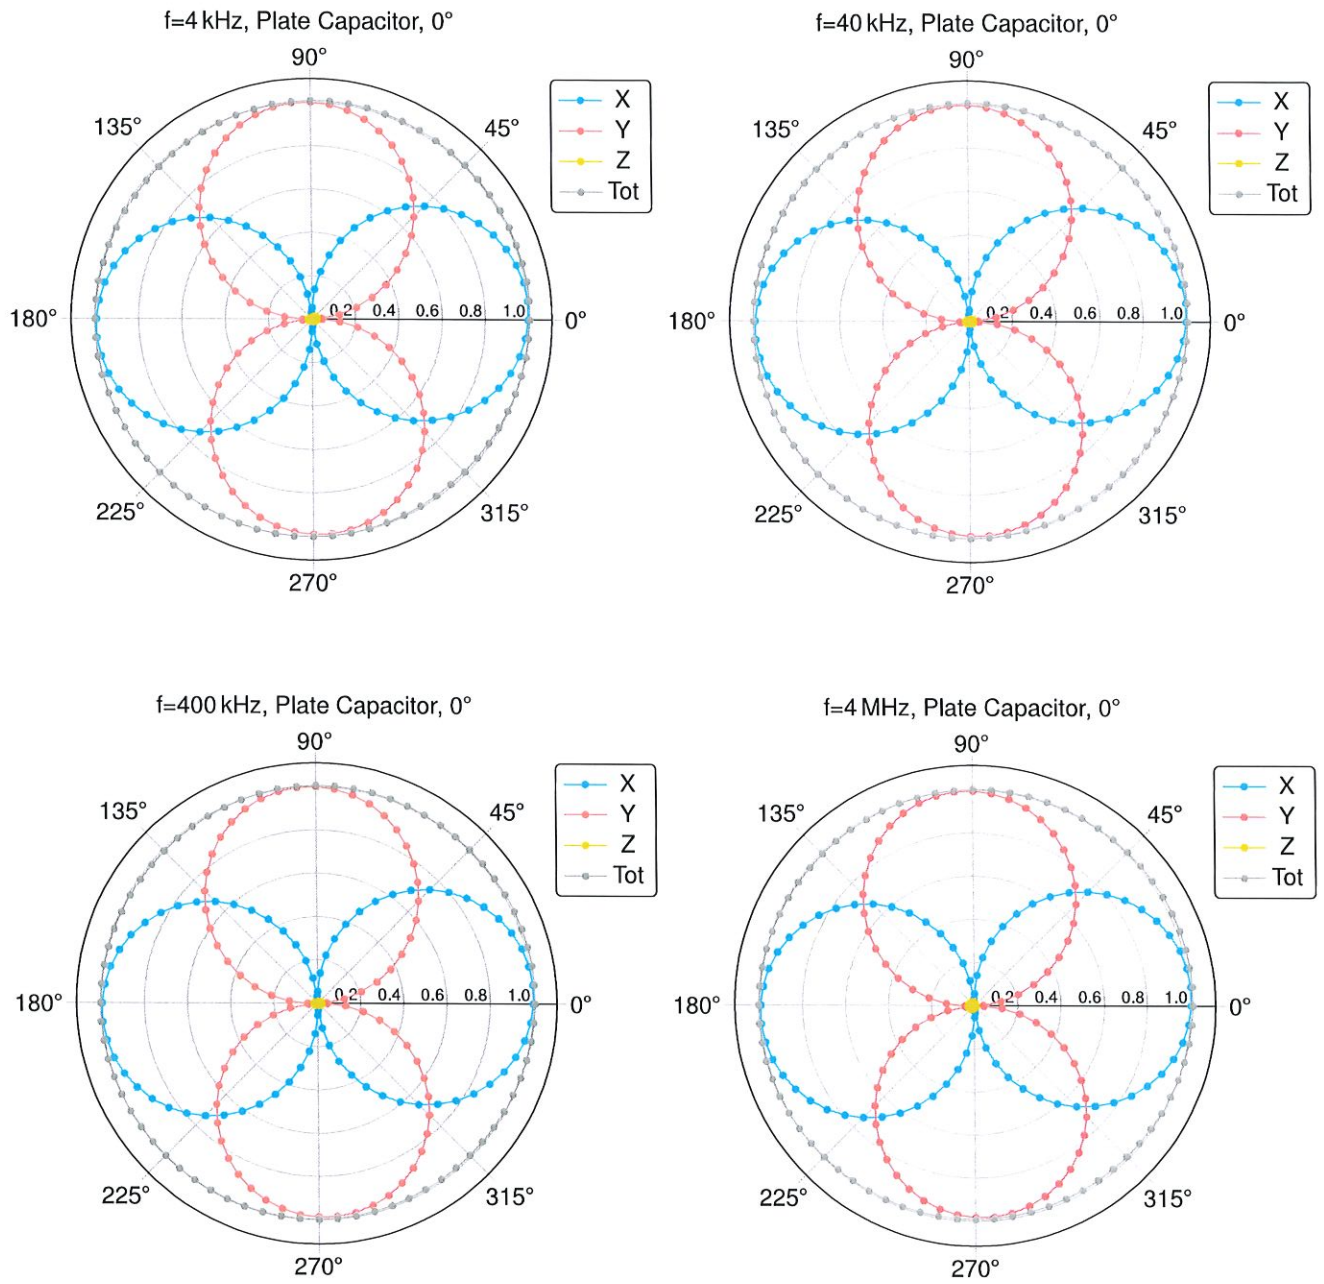 f=4 kHz, Plate Capacitor, 0°
90°
135°
45°
180°
0.2 0.4 0.6 0.8 1.0
0°
225°
315°
270°
X
Y
Z
Tot
f=40 kHz, Plate Capacitor, 0°
90°
135°
45°
180°
0.2 0.4 0.6 0.8 1.0
0°
225°
315°
270°
X
Y
Z
Tot
f=400 kHz, Plate Capacitor, 0°
90°
135°
45°
180°
0.2 0.4 0.6 0.8 1.0
0°
225°
315°
270°
X
Y
Z
Tot
f=4 MHz, Plate Capacitor, 0°
90°
135°
45°
180°
0.2 0.4 0.6 0.8 1.0
0°
225°
315°
270°
X
Y
Z
Tot